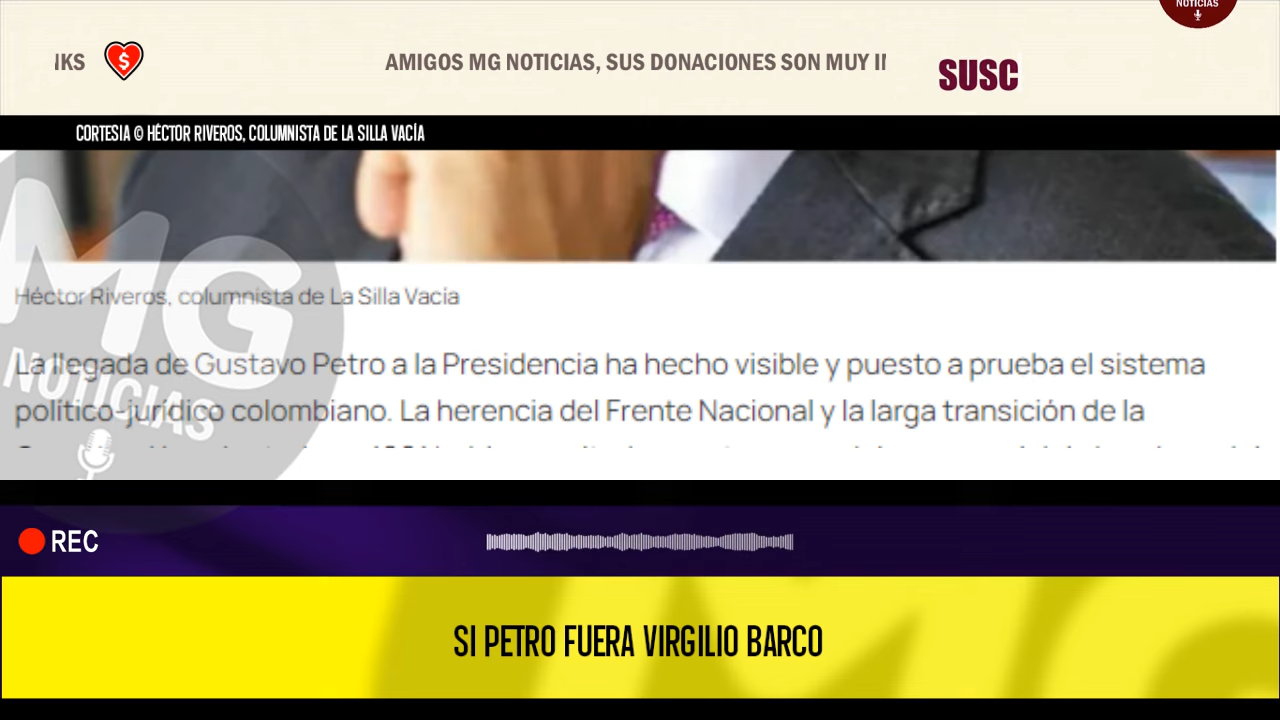 NOTICIAS
IKS
$
AMIGOS MG NOTICIAS, SUS DONACIONES SON MUY
SUSC
CORTESIA © HÉCTOR RIVEROS, COLUMNISTA DE LA SILLA VACÍA
MG
NOTICIAS
Héctor Riveros, columnista de La Silla Vacía
La llegada de Gustavo Petro a la Presidencia ha hecho visible y puesto a prueba el sistema
político-jurídico colombiano. La herencia del Frente Nacional y la larga transición de la
REC
SI PETRO FUERA VIRGILIO BARCO